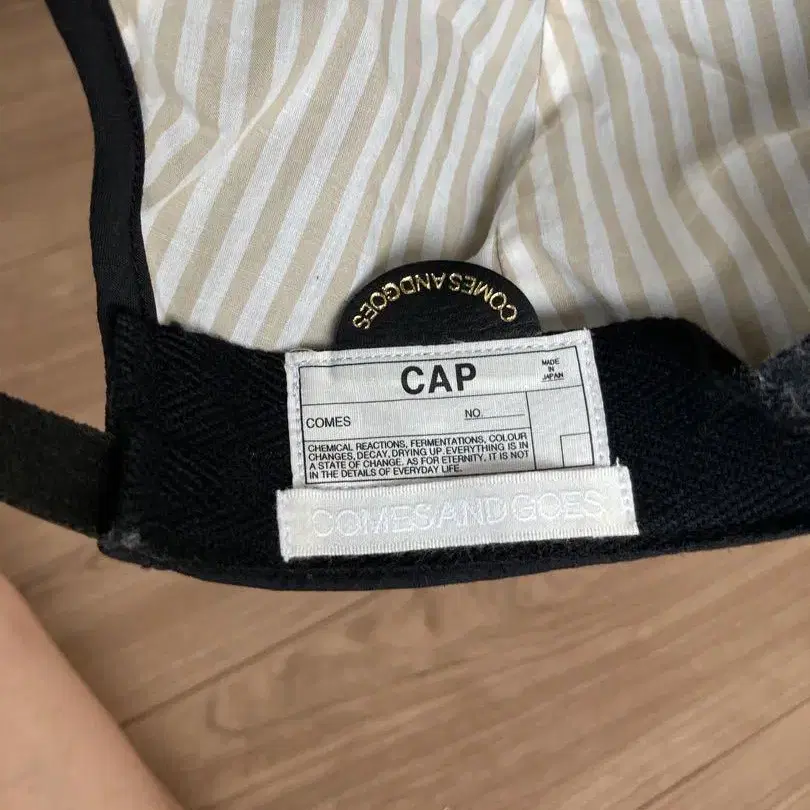 COMESANDGOES
CAP
MADE
IN
JAPAN
COMES
NO.
CHEMICAL REACTIONS, FERMENTATIONS, COLOUR
CHANGES, DECAY, DRYING UP. EVERYTHING IS IN
A STATE OF CHANGE. AS FOR ETERNITY, IT IS NOT
IN THE DETAILS OF EVERYDAY LIFE.
COMESANDGOES